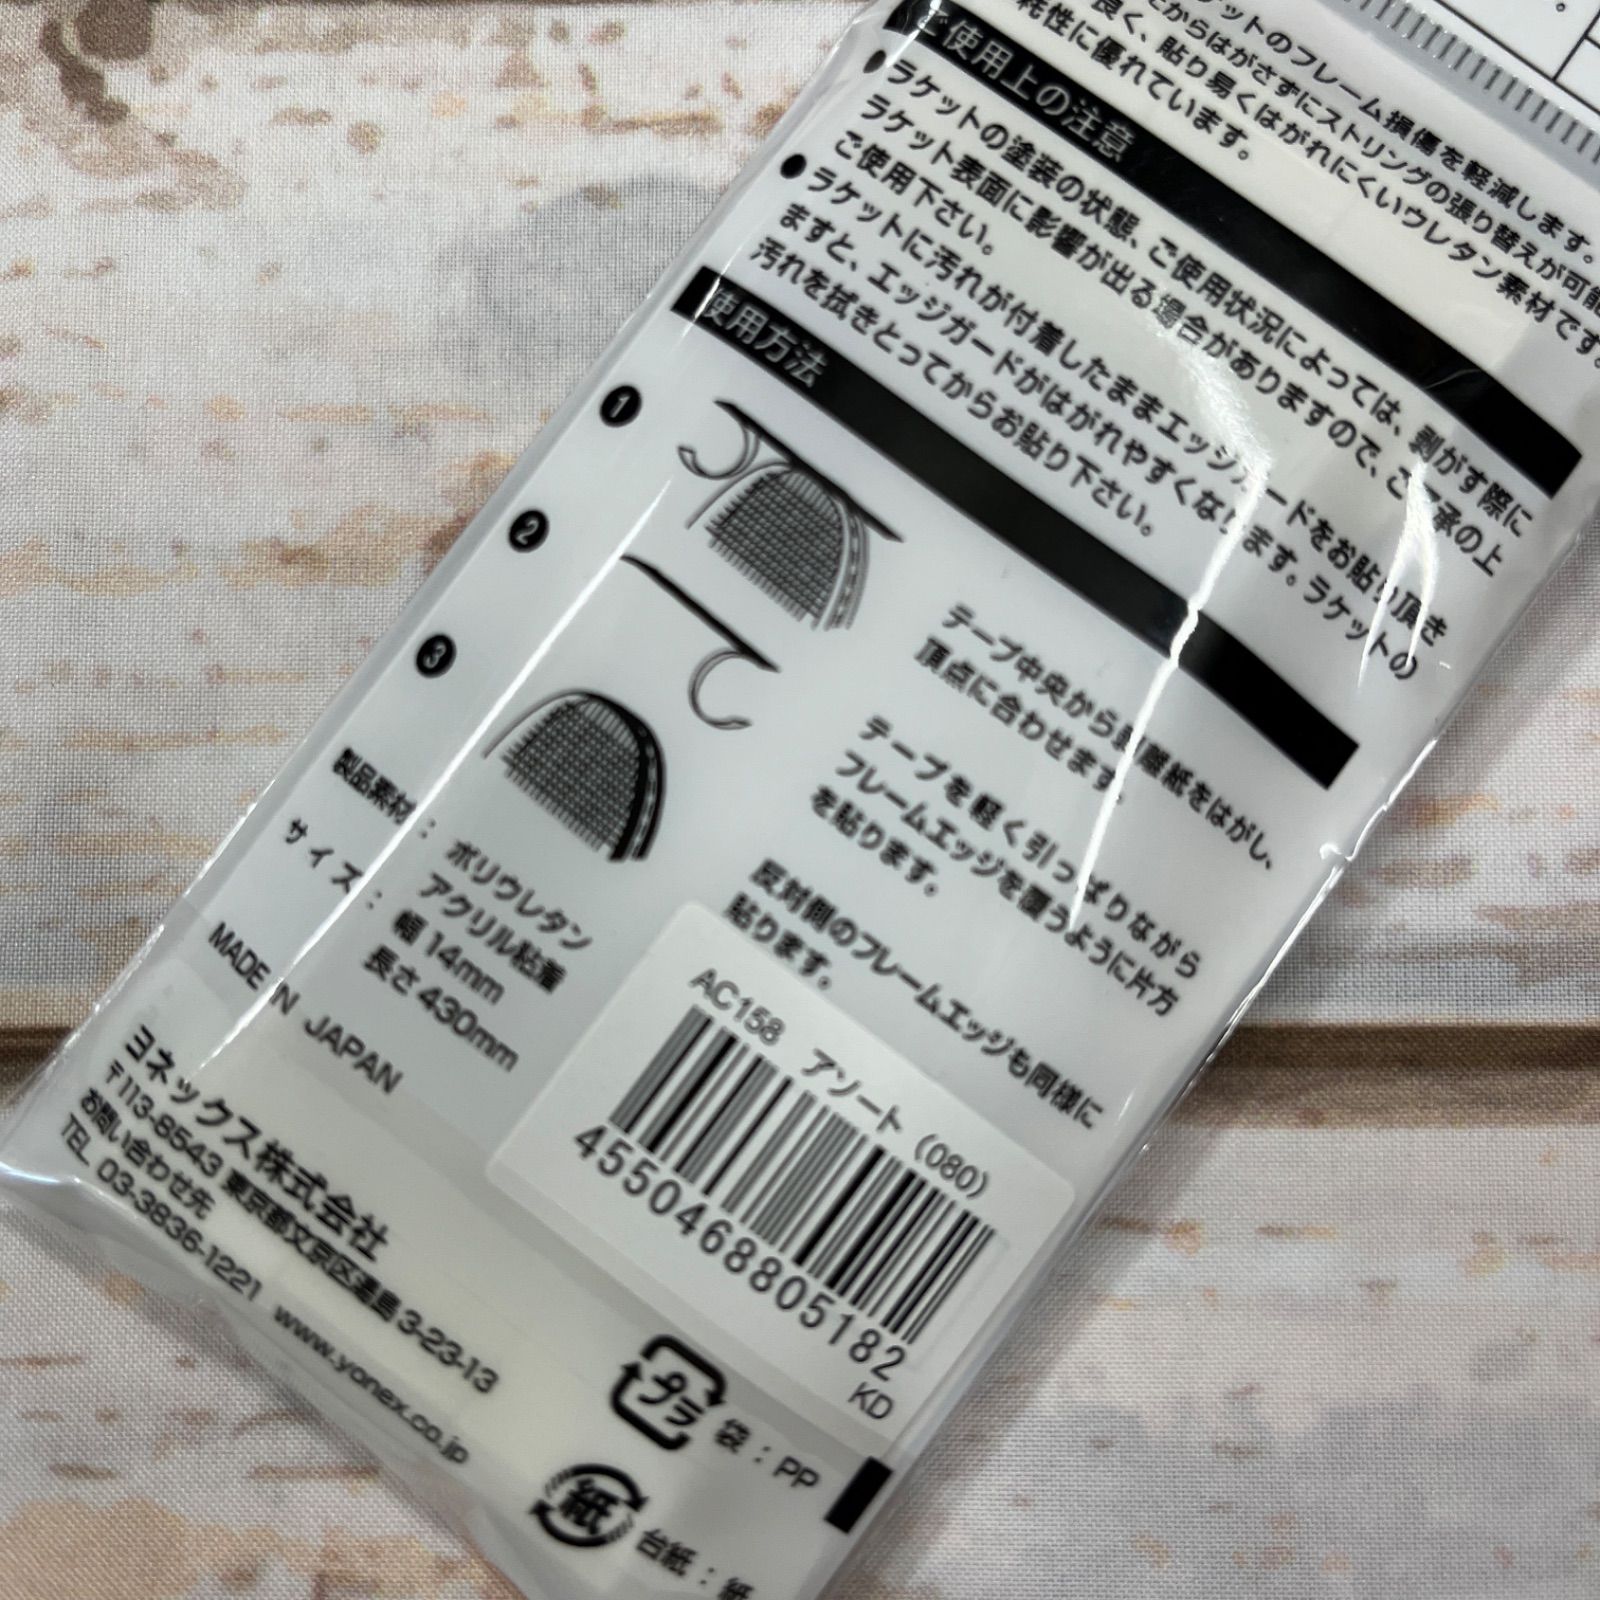 ケットのフレーム損傷を軽減します。
てからはがさずにストリングの張り替えが可能
良く、貼り易くはがれにくいウレタン素材です。
耗性に優れています。
ご使用上の注意
●ラケットの塗装の状態、ご使用状況によっては、剥がす際に
ラケット表面に影響が出る場合がありますので、ご了承の上
ご使用下さい。
●ラケットに汚れが付着したままエッジガードをお貼り頂き
ますと、エッジガードがはがれやすくなります。ラケットの
汚れを拭きとってからお貼り下さい。
使用方法
1
テープ中央から剥離紙をはがし、
頂点に合わせます。
2
テープを軽く引っぱりながら
フレームエッジを覆うように片方
を貼ります。
3
反対側のフレームエッジも同様に
貼ります。
製品素材：ポリウレタン
アクリル粘着
サイズ：幅14mm
長さ430mm
MADE IN JAPAN
AC158 アソート(080)
4550468805182
KD
ヨネックス株式会社
〒113-8543 東京都文京区湯島3-23-13
お問い合わせ先
TEL 03-3836-1221 www.yonex.co.jp
プラ 袋：PP
紙 台紙：紙